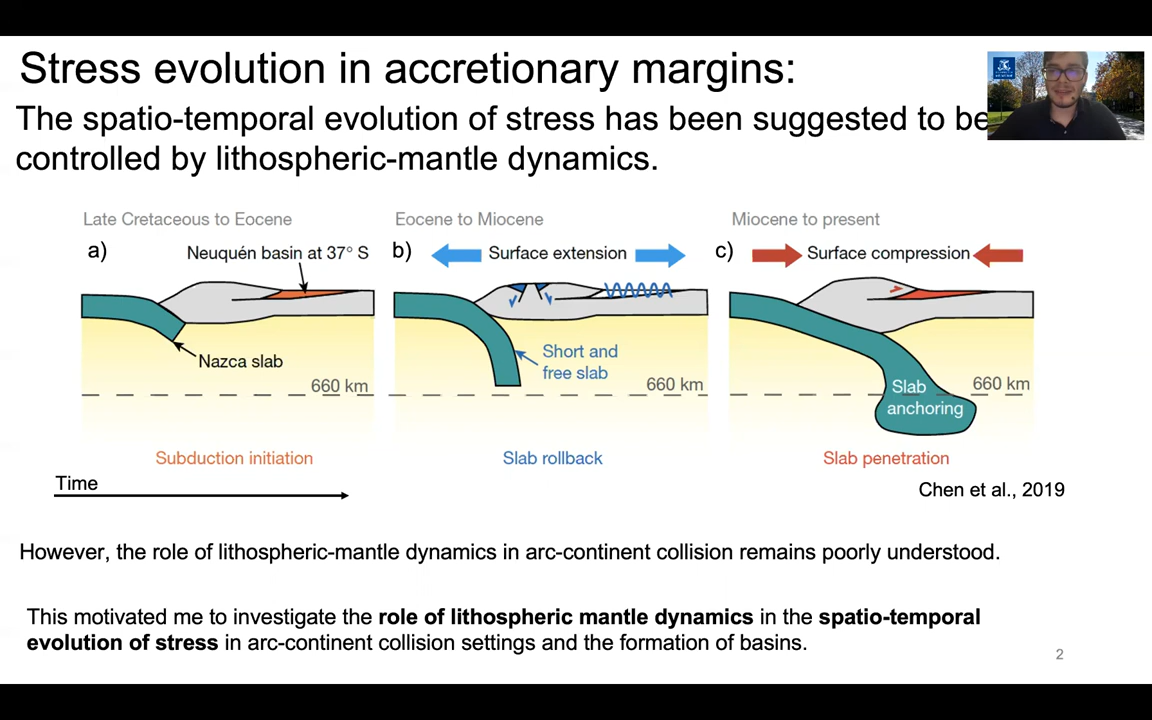 Stress evolution in accretionary margins:
The spatio-temporal evolution of stress has been suggested to be
controlled by lithospheric-mantle dynamics.
Late Cretaceous to Eocene
a)
Neuquén basin at 37° S
Nazca slab
660 km
Subduction initiation
Eocene to Miocene
b)
Surface extension
Short and
free slab
660 km
Slab rollback
Miocene to present
c)
Surface compression
Slab
anchoring
660 km
Slab penetration
Time
Chen et al., 2019
However, the role of lithospheric-mantle dynamics in arc-continent collision remains poorly understood.
This motivated me to investigate the role of lithospheric mantle dynamics in the spatio-temporal
evolution of stress in arc-continent collision settings and the formation of basins.
2